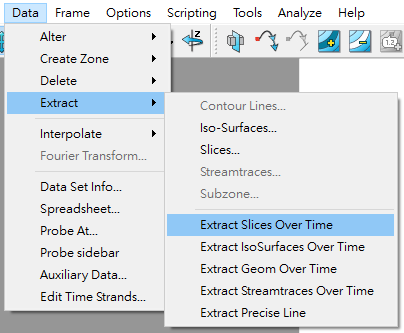 Data Frame Options Scripting Tools Analyze Help
Alter
Create Zone
Delete
Extract
Interpolate
Fourier Transform...
Data Set Info...
Spreadsheet...
Probe At...
Probe sidebar
Auxiliary Data...
Edit Time Strands...
Contour Lines...
Iso-Surfaces...
Slices...
Streamtraces...
Subzone...
Extract Slices Over Time
Extract IsoSurfaces Over Time
Extract Geom Over Time
Extract Streamtraces Over Time
Extract Precise Line
Z
1.2